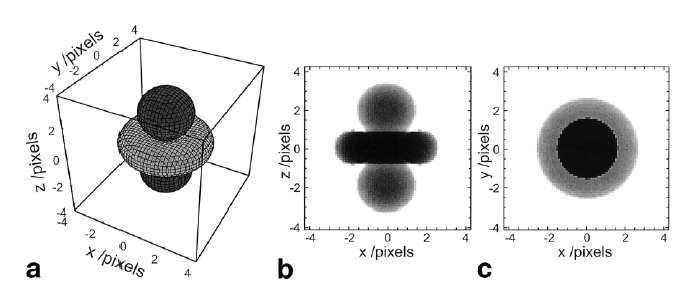 y /pixels
-4 -2 0 2 4
z /pixels
4 2 0 -2 -4
x /pixels
-4 -2 0 2 4
a
z /pixels
4 2 0 -2 -4
-4 -2 0 2 4
x /pixels
b
y /pixels
4 2 0 -2 -4
-4 -2 0 2 4
x /pixels
c